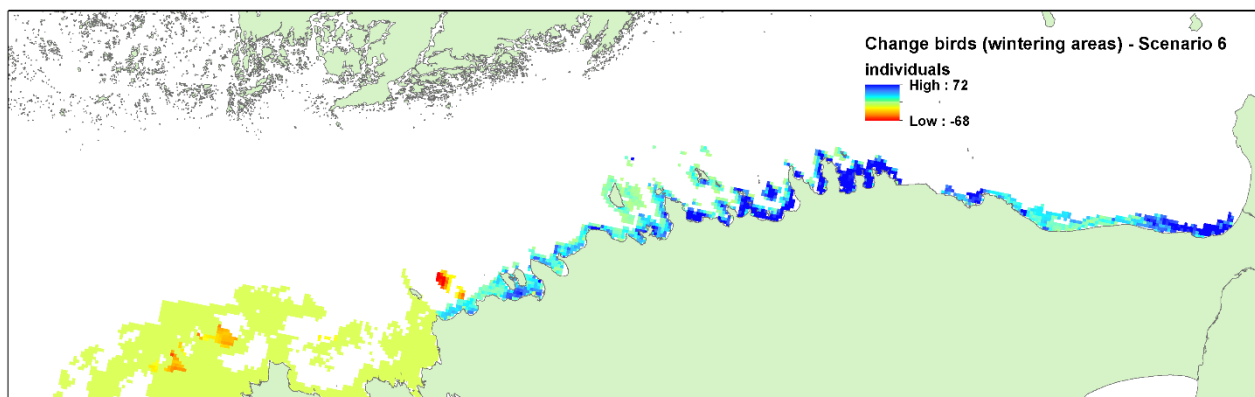 Change birds (wintering areas) - Scenario 6
individuals
High : 72
Low : -68